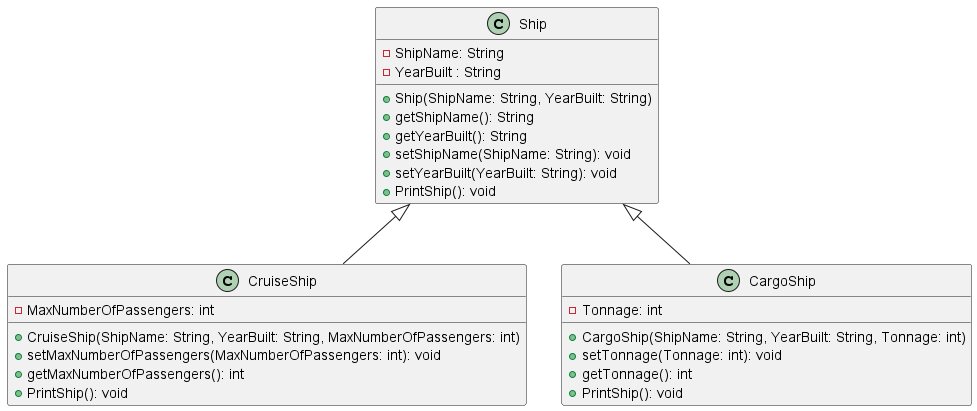 C Ship
ShipName: String
YearBuilt : String
Ship(ShipName: String, YearBuilt: String)
getShipName(): String
getYearBuilt(): String
setShipName(ShipName: String): void
setYearBuilt(YearBuilt: String): void
PrintShip(): void
C CruiseShip
MaxNumberOfPassengers: int
CruiseShip(ShipName: String, YearBuilt: String, MaxNumberOfPassengers: int)
setMaxNumberOfPassengers(MaxNumberOfPassengers: int): void
getMaxNumberOfPassengers(): int
PrintShip(): void
C CargoShip
Tonnage: int
CargoShip(ShipName: String, YearBuilt: String, Tonnage: int)
setTonnage(Tonnage: int): void
getTonnage(): int
PrintShip(): void